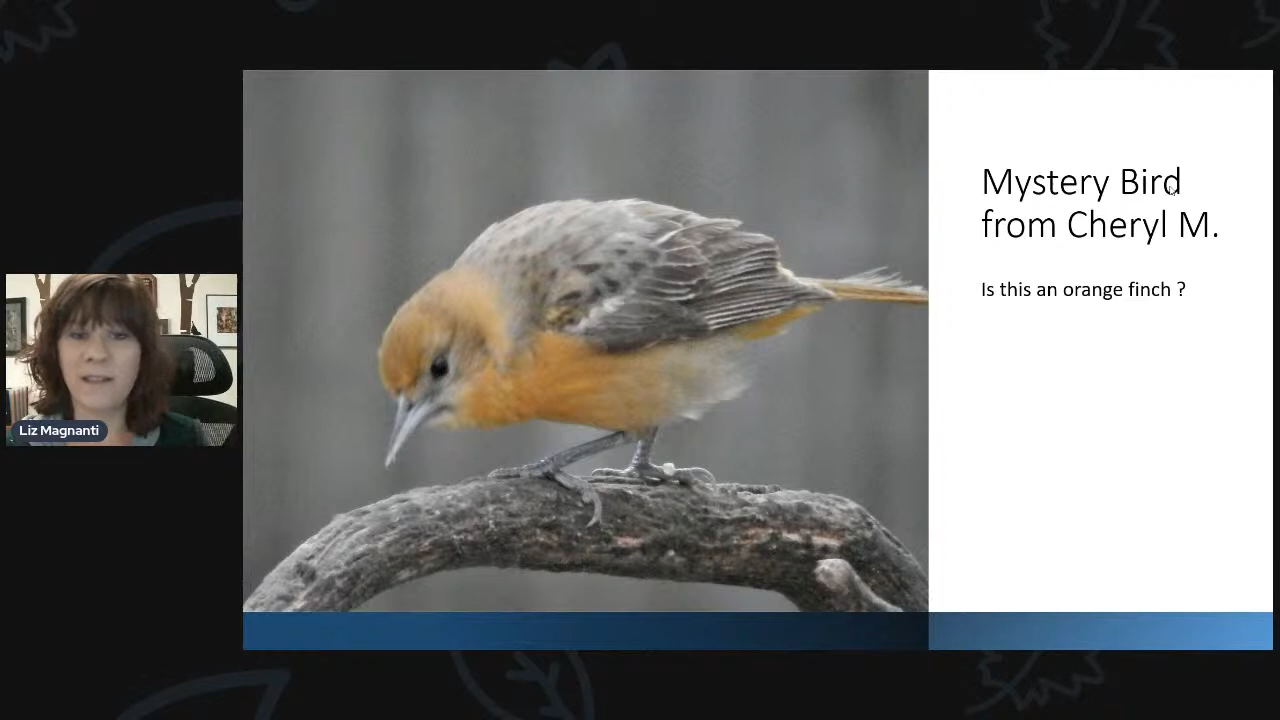 Mystery Bird
from Cheryl M.
Is this an orange finch ?
Liz Magnanti